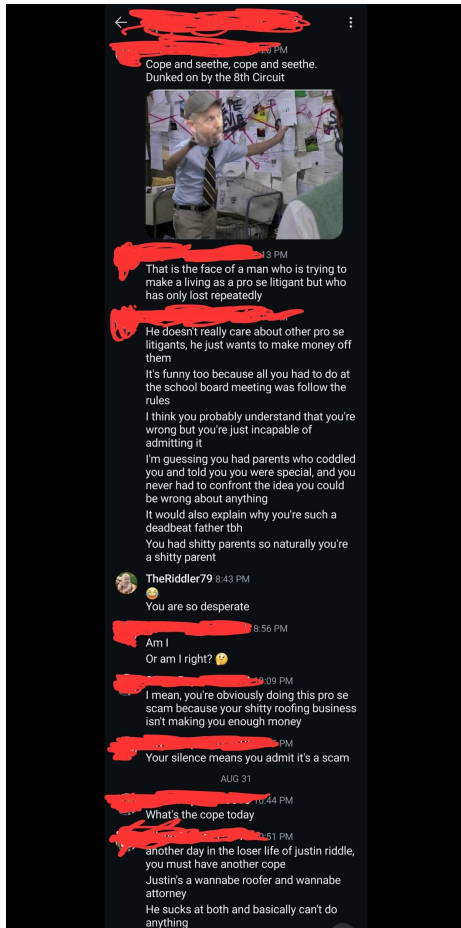 PM
Cope and seethe, cope and seethe.
Dunked on by the 8th Circuit
13 PM
That is the face of a man who is trying to
make a living as a pro se litigant but who
has only lost repeatedly
He doesn't really care about other pro se
litigants, he just wants to make money off
them
It's funny too because all you had to do at
the school board meeting was follow the
rules
I think you probably understand that you're
wrong but you're just incapable of
admitting it
I'm guessing you had parents who coddled
you and told you you were special, and you
never had to confront the idea you could
be wrong about anything
It would also explain why you're such a
deadbeat father tbh
You had shitty parents so naturally you're
a shitty parent
TheRiddler79 8:43 PM
😂
You are so desperate
8:56 PM
Am I
Or am I right? 🤔
:09 PM
I mean, you're obviously doing this pro se
scam because your shitty roofing business
isn't making you enough money
PM
Your silence means you admit it's a scam
AUG 31
:44 PM
What's the cope today
:51 PM
another day in the loser life of justin riddle,
you must have another cope
Justin's a wannabe roofer and wannabe
attorney
He sucks at both and basically can't do
anything